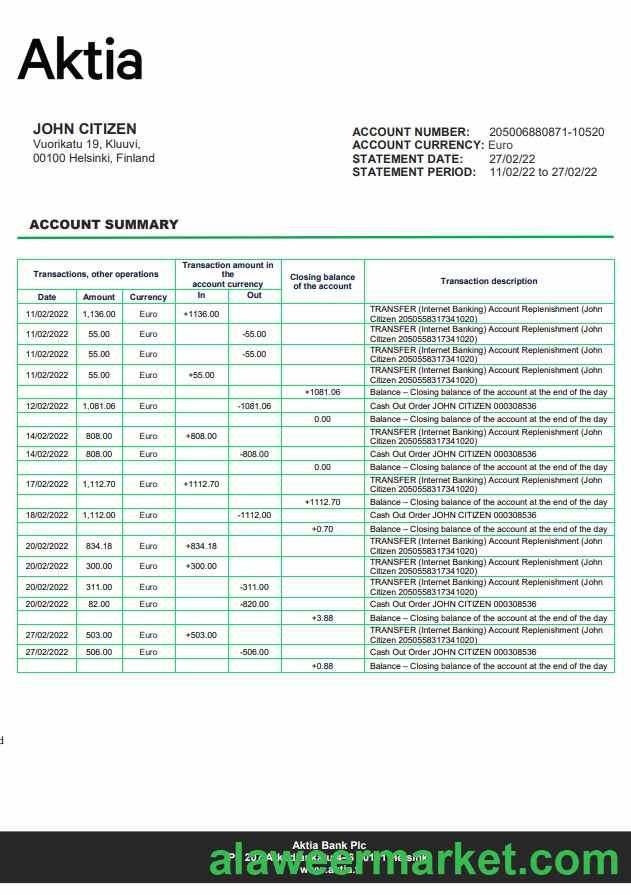 Aktia
JOHN CITIZEN
Vuorikatu 19, Kluuvi,
00100 Helsinki, Finland
ACCOUNT NUMBER: 205006880871-10520
ACCOUNT CURRENCY: Euro
STATEMENT DATE: 27/02/22
STATEMENT PERIOD: 11/02/22 to 27/02/22
ACCOUNT SUMMARY
Transactions, other operations
Transaction amount in
the
account currency
Closing balance
of the account
Transaction description
Date Amount Currency In Out
11/02/2022 1,136.00 Euro +1136.00 TRANSFER (Internet Banking) Account Replenishment (John
Citizen 2050558317341020)
11/02/2022 55.00 Euro -55.00 TRANSFER (Internet Banking) Account Replenishment (John
Citizen 2050558317341020)
11/02/2022 55.00 Euro -55.00 TRANSFER (Internet Banking) Account Replenishment (John
Citizen 2050558317341020)
11/02/2022 55.00 Euro +55.00 TRANSFER (Internet Banking) Account Replenishment (John
Citizen 2050558317341020)
+1081.06 Balance – Closing balance of the account at the end of the day
12/02/2022 1,081.06 Euro -1081.06 Cash Out Order JOHN CITIZEN 000308536
0.00 Balance – Closing balance of the account at the end of the day
14/02/2022 808.00 Euro +808.00 TRANSFER (Internet Banking) Account Replenishment (John
Citizen 2050558317341020)
14/02/2022 808.00 Euro -808.00 Cash Out Order JOHN CITIZEN 000308536
0.00 Balance – Closing balance of the account at the end of the day
17/02/2022 1,112.70 Euro +1112.70 TRANSFER (Internet Banking) Account Replenishment (John
Citizen 2050558317341020)
+1112.70 Balance – Closing balance of the account at the end of the day
18/02/2022 1,112.00 Euro -1112.00 Cash Out Order JOHN CITIZEN 000308536
+0.70 Balance – Closing balance of the account at the end of the day
20/02/2022 834.18 Euro +834.18 TRANSFER (Internet Banking) Account Replenishment (John
Citizen 2050558317341020)
20/02/2022 300.00 Euro +300.00 TRANSFER (Internet Banking) Account Replenishment (John
Citizen 2050558317341020)
20/02/2022 311.00 Euro -311.00 TRANSFER (Internet Banking) Account Replenishment (John
Citizen 2050558317341020)
20/02/2022 82.00 Euro -820.00 Cash Out Order JOHN CITIZEN 000308536
+3.88 Balance – Closing balance of the account at the end of the day
27/02/2022 503.00 Euro +503.00 TRANSFER (Internet Banking) Account Replenishment (John
Citizen 2050558317341020)
27/02/2022 506.00 Euro -506.00 Cash Out Order JOHN CITIZEN 000308536
+0.88 Balance – Closing balance of the account at the end of the day
d
Aktia Bank Plc
alaweermarket.com